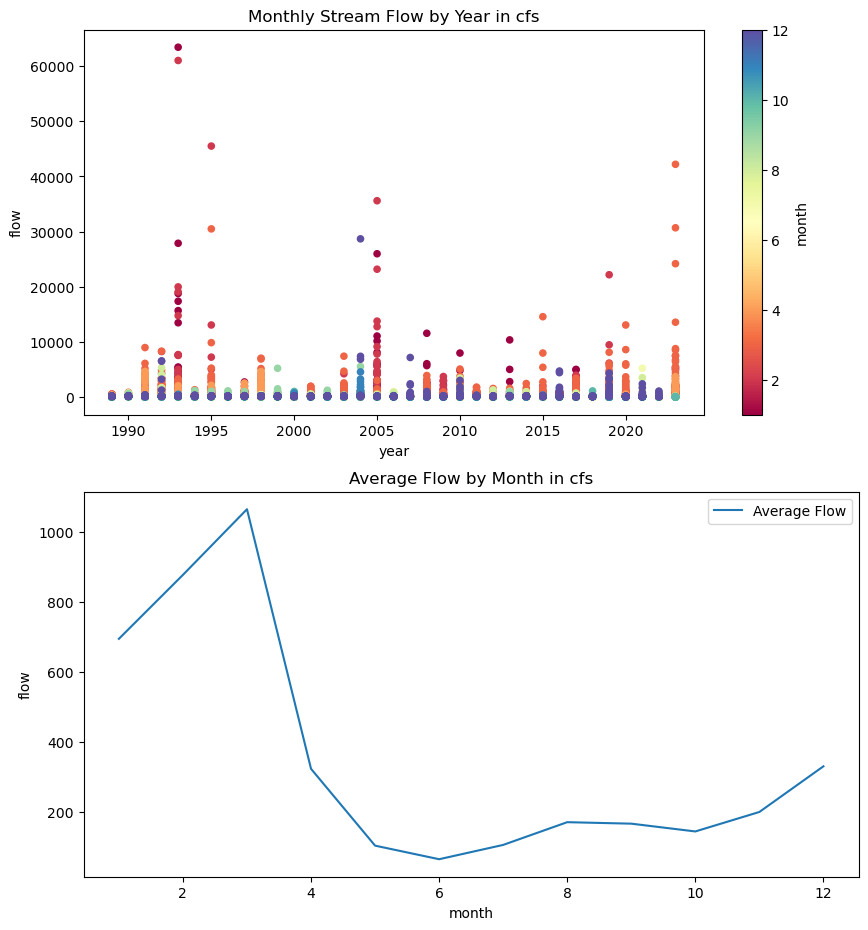 Monthly Stream Flow by Year in cfs
flow
60000
50000
40000
30000
20000
10000
0
1990 1995 2000 2005 2010 2015 2020
year
12
10
8
6
4
2
month
Average Flow by Month in cfs
Average Flow
flow
1000
800
600
400
200
2 4 6 8 10 12
month